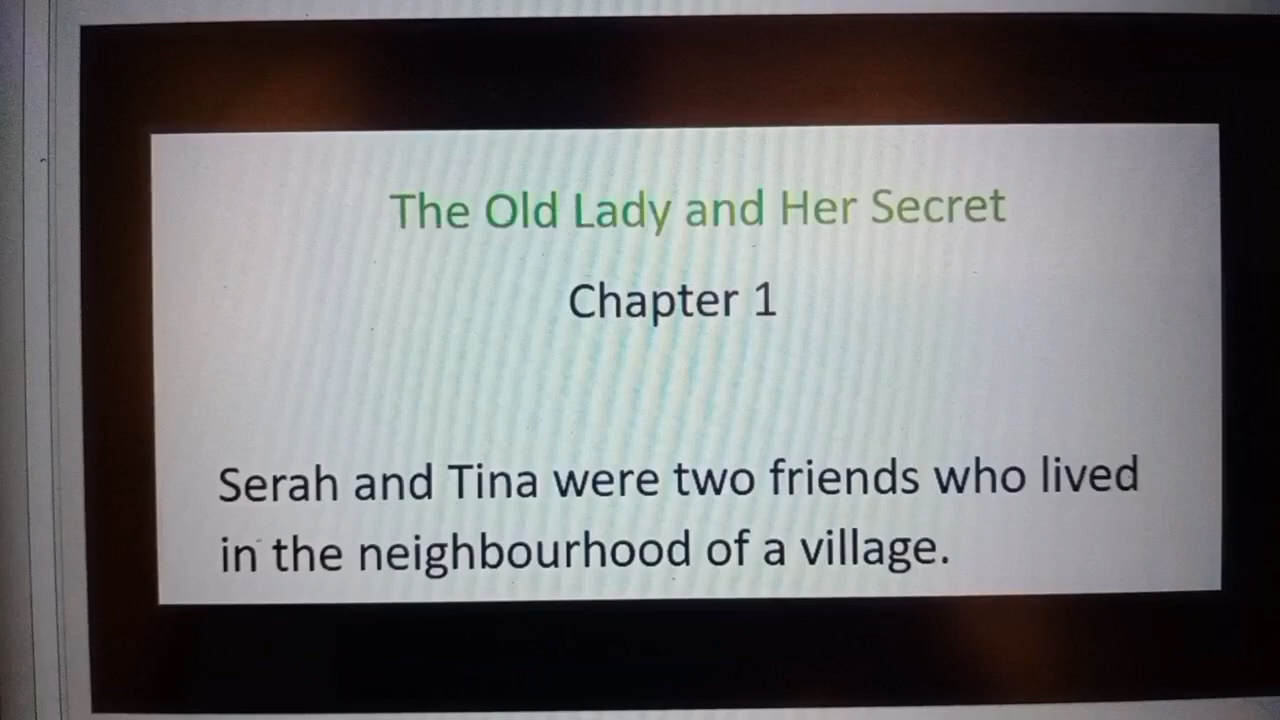 The Old Lady and Her Secret
Chapter 1
Serah and Tina were two friends who lived
in the neighbourhood of a village.